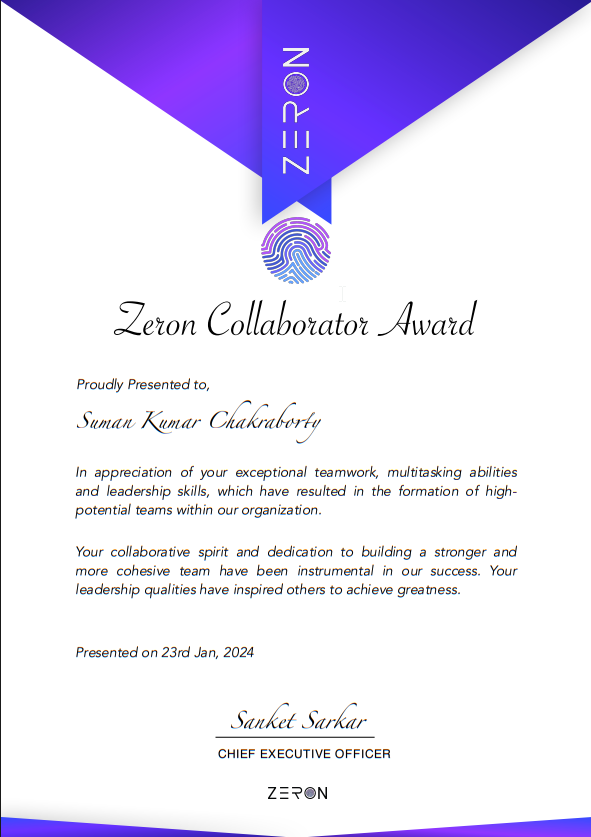 ZERON
Zeron Collaborator Award
Proudly Presented to,
Suman Kumar Chakraborty
In appreciation of your exceptional teamwork, multitasking abilities
and leadership skills, which have resulted in the formation of high-
potential teams within our organization.
Your collaborative spirit and dedication to building a stronger and
more cohesive team have been instrumental in our success. Your
leadership qualities have inspired others to achieve greatness.
Presented on 23rd Jan, 2024
Sanket Sarkar
CHIEF EXECUTIVE OFFICER
ZERON